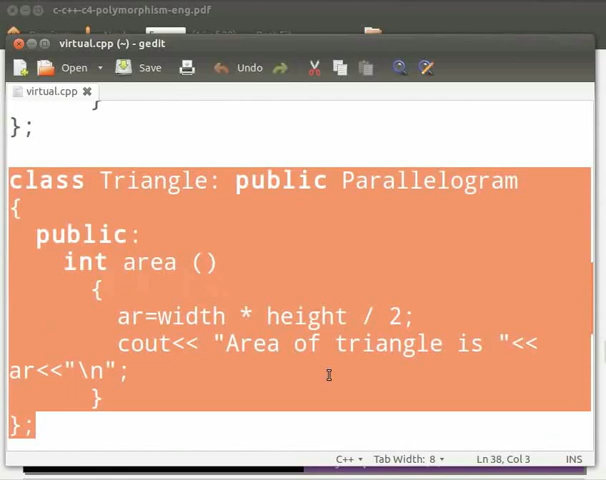 c-c++-c4-polymorphism-eng.pdf
virtual.cpp (~) - gedit
Open Save Undo
virtual.cpp
}
};
class Triangle: public Parallelogram
{
public:
int area ()
{
ar=width * height / 2;
cout<< "Area of triangle is "<<
ar<<"\n";
}
};
C++ Tab Width: 8 Ln 38, Col 3 INS